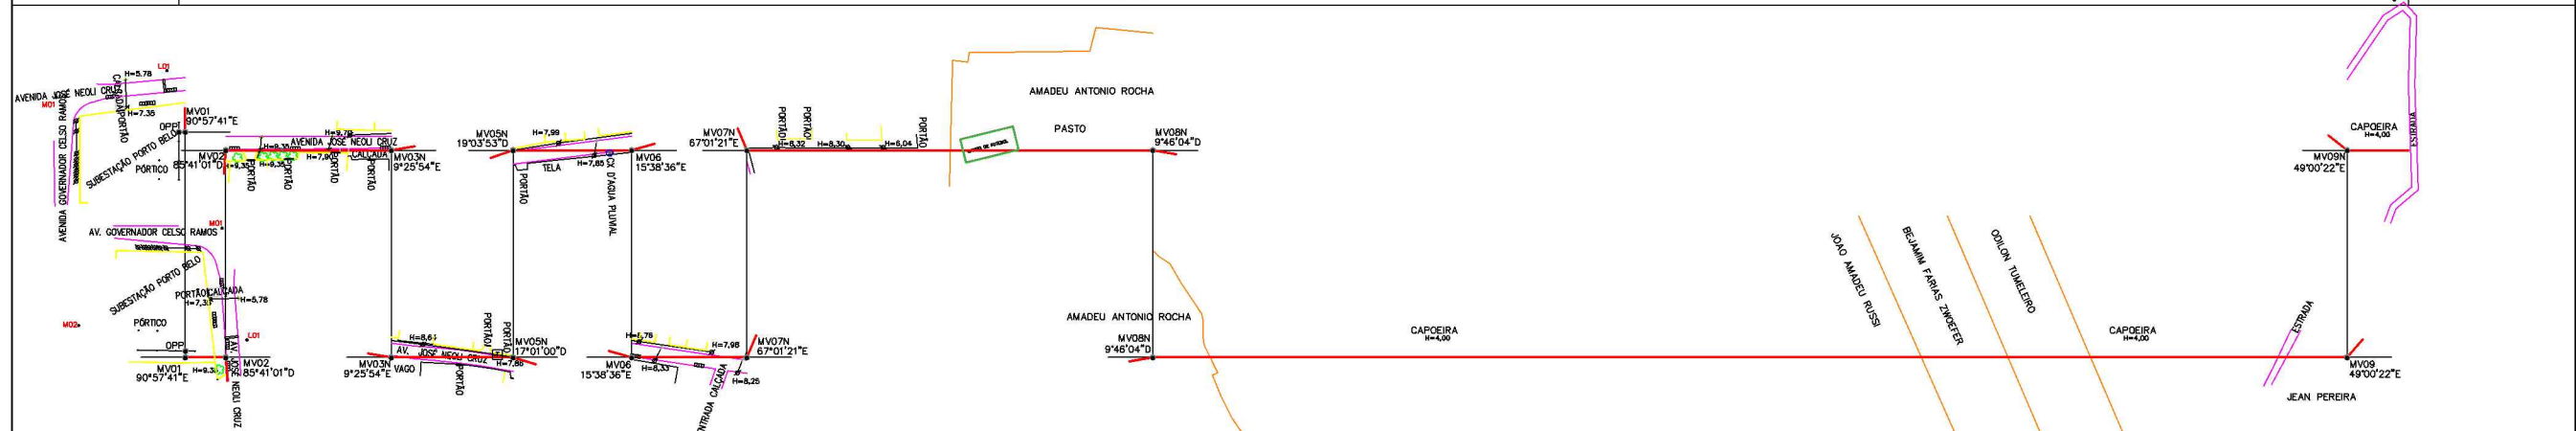 L01
H=5.78
AVENIDA JOSE NEOLI CRUZ
M01
CALÇADA
PORTÃO
H=7.35
AVENIDA GOVERNADOR CELSO RAMOS
MV01
90°57'41"E
OPP
SUBESTAÇÃO PORTO BELO
PÓRTICO
MV02
85°41'01"D
H=9.35
H=9.35
PORTÃO
PORTÃO
H=7.90
PORTÃO
AVENIDA JOSE NEOLI CRUZ
CALÇADA
PORTÃO
MV03N
9°25'54"E
MV05N
19°03'53"D
H=7,99
TELA
H=7,85
PORTÃO
CX D'AGUA PLUVIAL
MV06
15°38'36"E
MV07N
67°01'21"E
PORTÃO
PORTÃO
H=8,32
H=8,30
H=6,04
PORTÃO
AMADEU ANTONIO ROCHA
PASTO
MV08N
9°46'04"D
CAPOEIRA
H=4,00
ESTRADA
MV09N
49°00'22"E
M01
AV. GOVERNADOR CELSO RAMOS
SUBESTAÇÃO PORTO BELO
PORTÃO
CALÇADA
H=5,78
M02
PÓRTICO
L01
OPP
MV01
90°57'41"E
MV02
85°41'01"D
AV. JOSE NEOLI CRUZ
MV03N
9°25'54"E
AV. JOSE NEOLI CRUZ
VAGO
PORTÃO
PORTÃO
PORTÃO
MV05N
17°01'00"D
H=7,86
MV06
15°38'36"E
H=8,33
H=7,98
H=8,25
MV07N
67°01'21"E
AMADEU ANTONIO ROCHA
MV08N
9°46'04"D
CAPOEIRA
H=4,00
JOAO AMADEU RUSSI
BEJAMIM FARIAS ZWOEFER
ODILON TUMELEIRO
CAPOEIRA
H=4,00
ESTRADA
MV09
49°00'22"E
JEAN PEREIRA